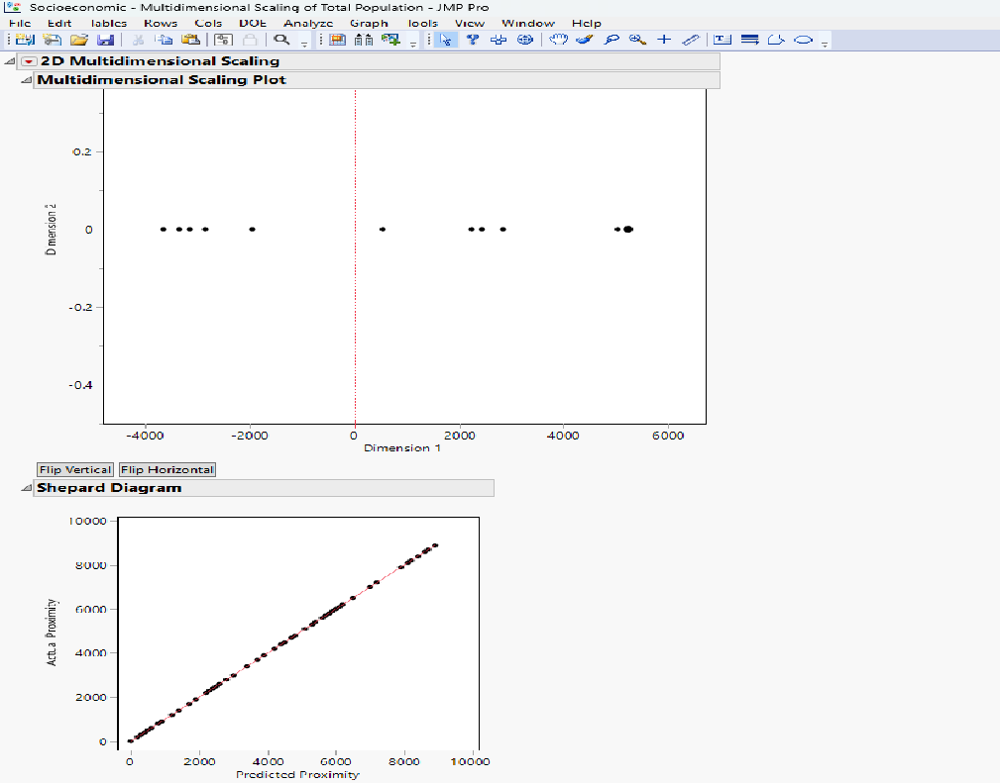 Socioeconomic - Multidimensional Scaling of Total Population - JMP Pro
File Edit Tables Rows Cols DOE Analyze Graph Tools View Window Help
2D Multidimensional Scaling
Multidimensional Scaling Plot
0.2
0
-0.2
-0.4
Dimension 2
-4000 -2000 0 2000 4000 6000
Dimension 1
Flip Vertical Flip Horizontal
Shepard Diagram
10000
8000
6000
4000
2000
0
Actual Proximity
0 2000 4000 6000 8000 10000
Predicted Proximity